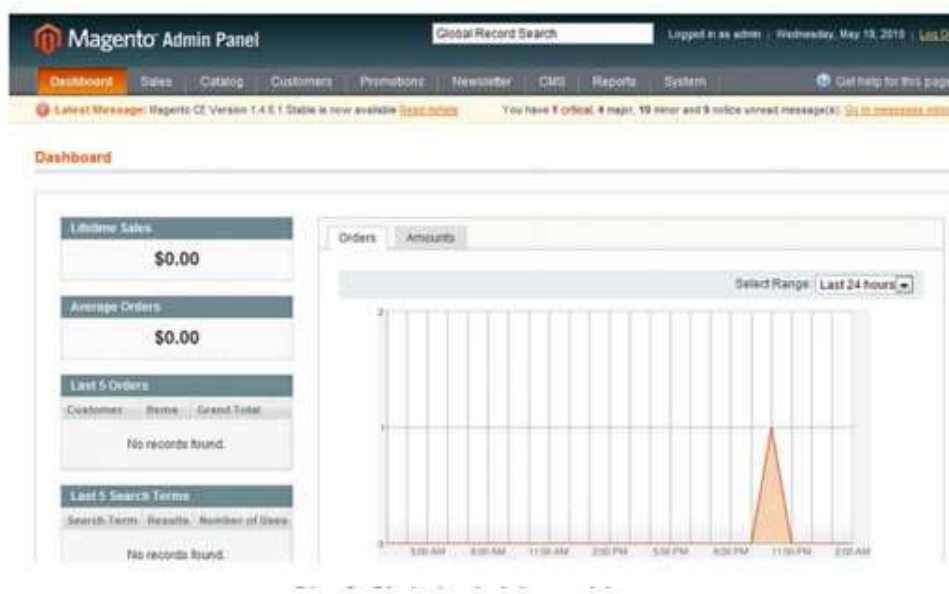 Magento Admin Panel
Global Record Search
Logged in as admin | Wednesday, May 19, 2010 | Log O
Dashboard Sales Catalog Customers Promotions Newsletter CMS Reports System
Get help for this page
Latest Message: Magento CE Version 1.4.0.1 Stable is now available Read details
You have 1 critical, 4 major, 19 minor and 9 notice unread message(s). Go to messages
Dashboard
Lifetime Sales
$0.00
Average Orders
$0.00
Last 5 Orders
Customer Items Grand Total
No records found.
Last 5 Search Terms
Search Term Results Number of Uses
No records found.
Orders Amounts
Select Range: Last 24 hours
2
1
0
5:00 AM 8:00 AM 11:00 AM 2:00 PM 5:00 PM 8:00 PM 11:00 PM 2:00 AM